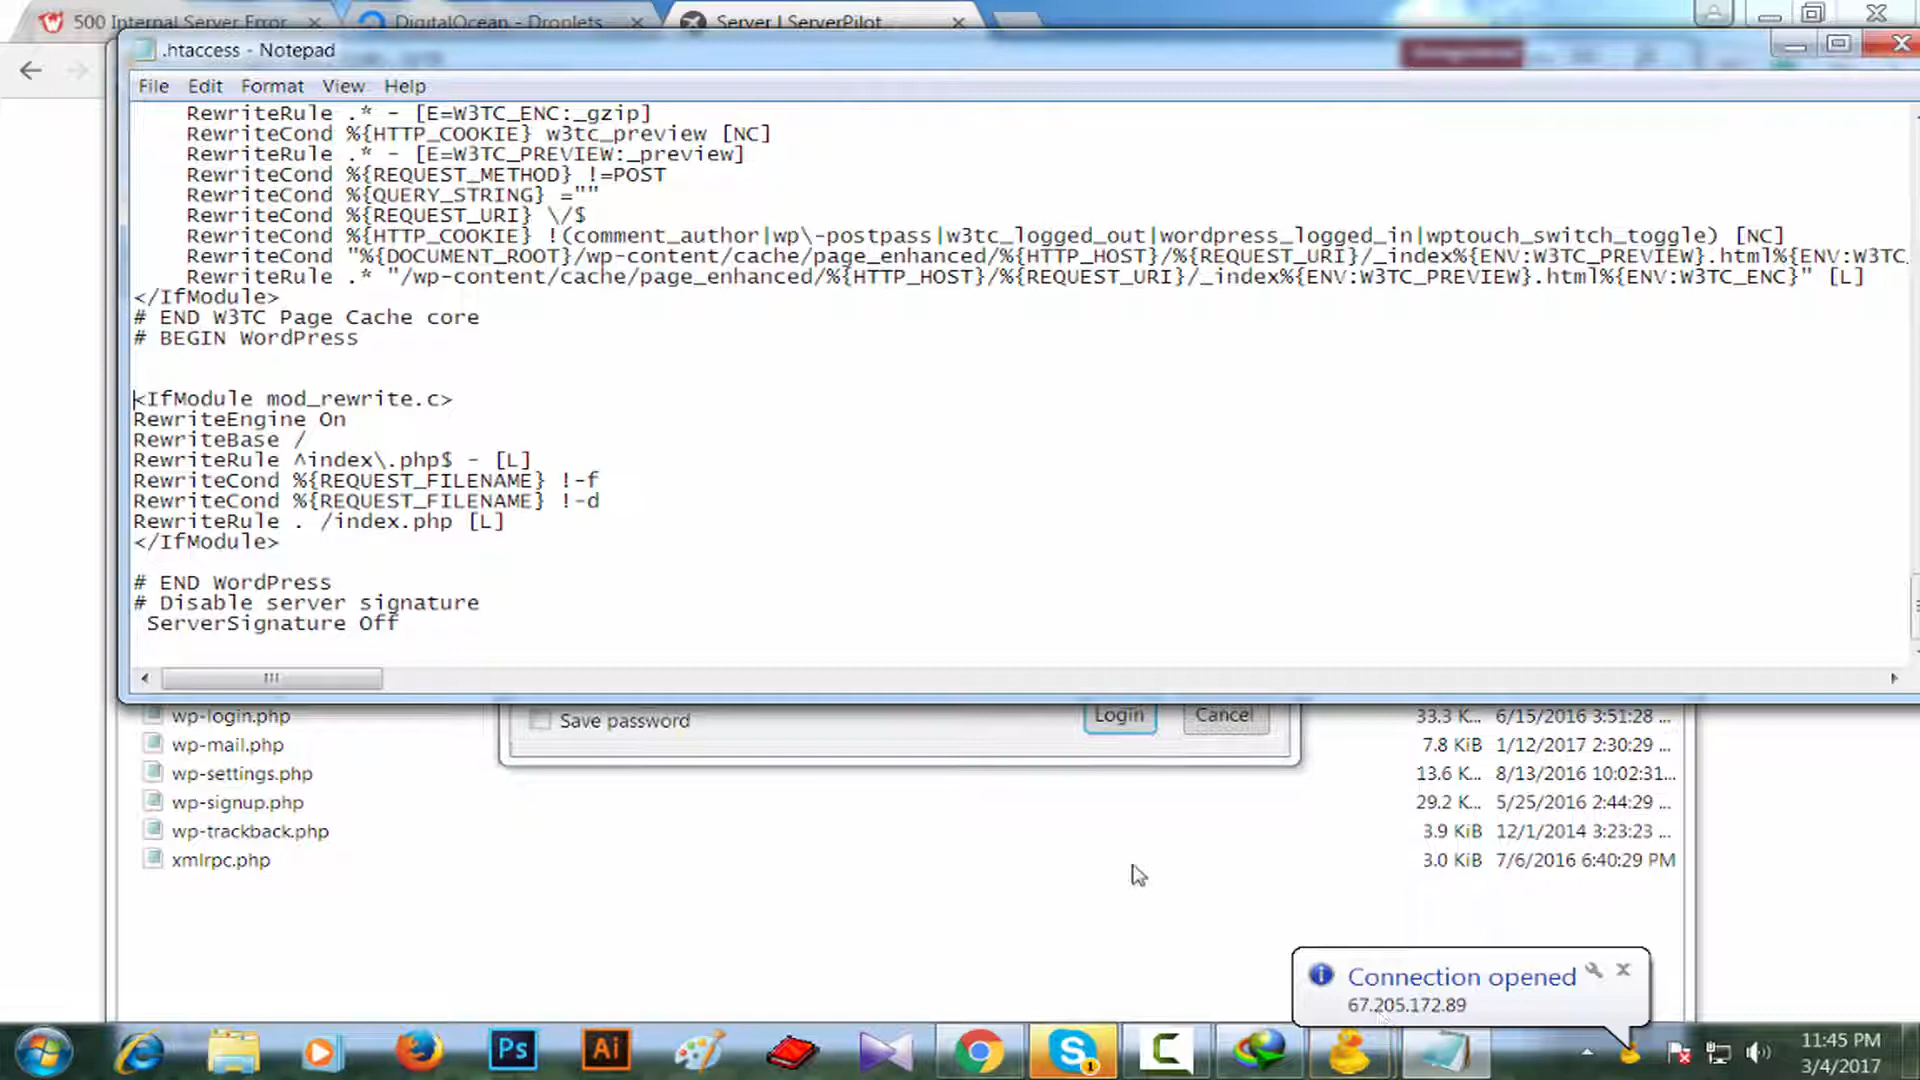 500 Internal Server Error
DigitalOcean - Droplets
Server | ServerPilot
.htaccess - Notepad
File Edit Format View Help
RewriteRule .* - [E=W3TC_ENC:_gzip]
RewriteCond %{HTTP_COOKIE} w3tc_preview [NC]
RewriteRule .* - [E=W3TC_PREVIEW:_preview]
RewriteCond %{REQUEST_METHOD} !=POST
RewriteCond %{QUERY_STRING} =""
RewriteCond %{REQUEST_URI} \/$
RewriteCond %{HTTP_COOKIE} !(comment_author|wp\-postpass|w3tc_logged_out|wordpress_logged_in|wptouch_switch_toggle) [NC]
RewriteCond "%{DOCUMENT_ROOT}/wp-content/cache/page_enhanced/%{HTTP_HOST}/%{REQUEST_URI}/_index%{ENV:W3TC_PREVIEW}.html%{ENV:W3TC_
RewriteRule .* "/wp-content/cache/page_enhanced/%{HTTP_HOST}/%{REQUEST_URI}/_index%{ENV:W3TC_PREVIEW}.html%{ENV:W3TC_ENC}" [L]
</IfModule>
# END W3TC Page Cache core
# BEGIN WordPress
<IfModule mod_rewrite.c>
RewriteEngine On
RewriteBase /
RewriteRule ^index\.php$ - [L]
RewriteCond %{REQUEST_FILENAME} !-f
RewriteCond %{REQUEST_FILENAME} !-d
RewriteRule . /index.php [L]
</IfModule>
# END WordPress
# Disable server signature
ServerSignature Off
Save password Login Cancel
wp-login.php 33.3 K... 6/15/2016 3:51:28 ...
wp-mail.php 7.8 KiB 1/12/2017 2:30:29 ...
wp-settings.php 13.6 K... 8/13/2016 10:02:31...
wp-signup.php 29.2 K... 5/25/2016 2:44:29 ...
wp-trackback.php 3.9 KiB 12/1/2014 3:23:23 ...
xmlrpc.php 3.0 KiB 7/6/2016 6:40:29 PM
Connection opened
67.205.172.89
Ps
Ai
11:45 PM
3/4/2017